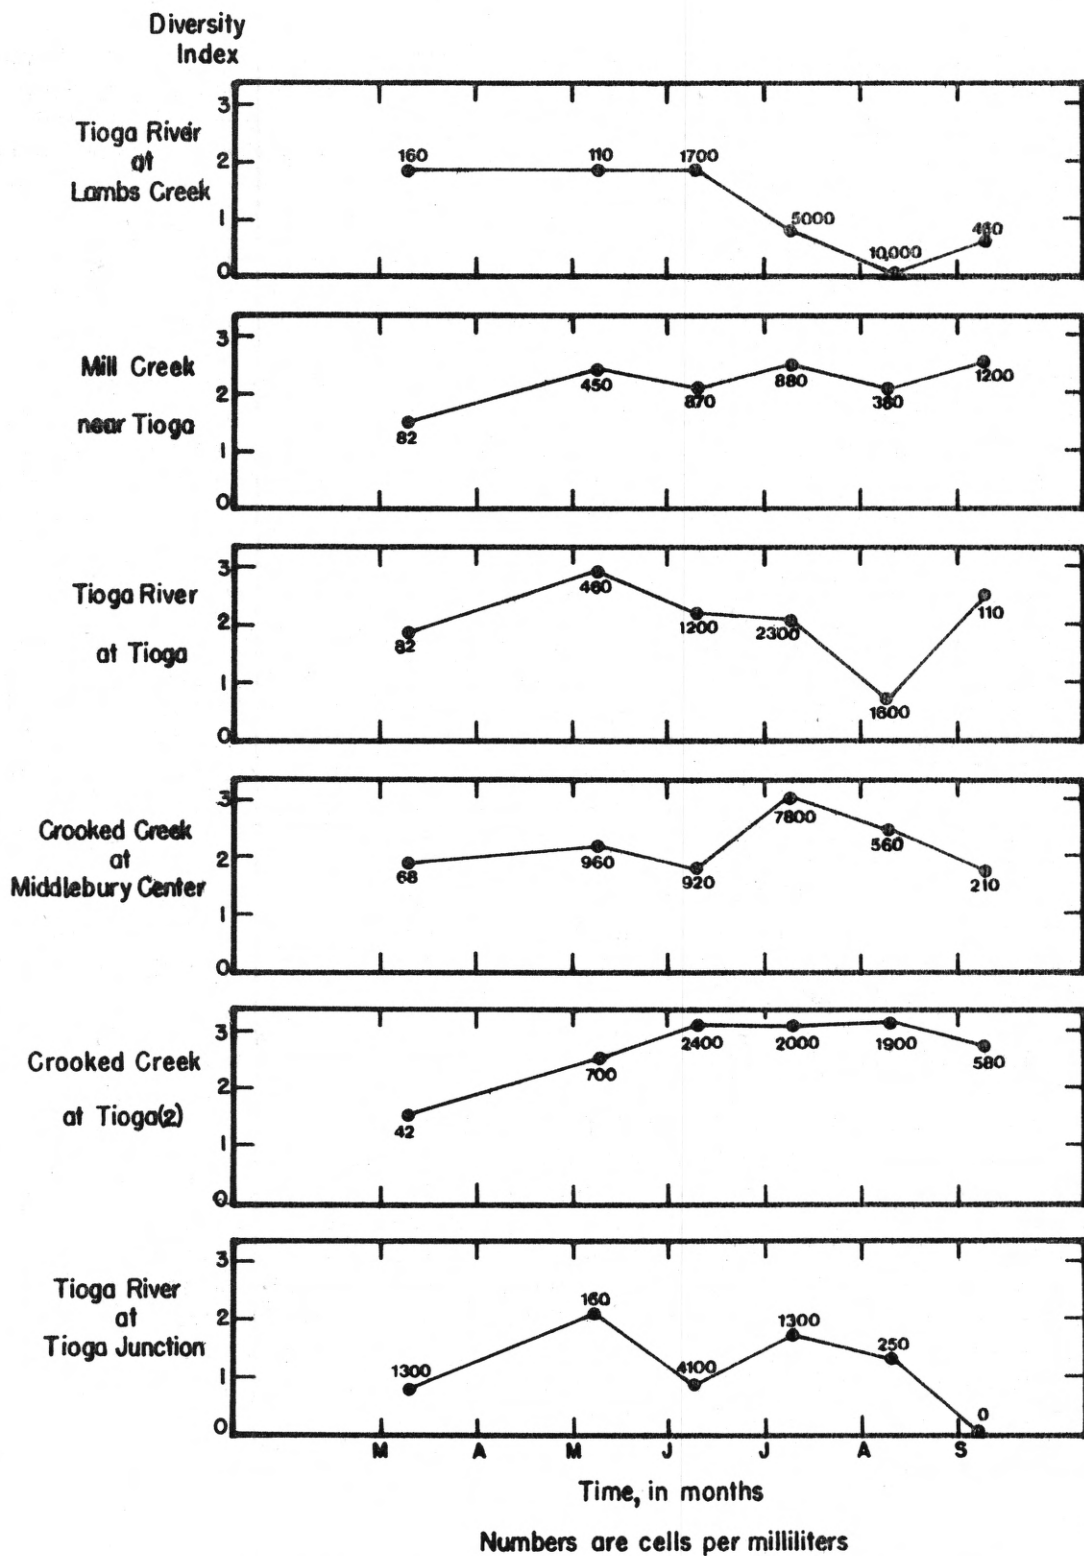 Diversity
Index
Tioga River
at
Lambs Creek
3
2
1
0
160
110
1700
5000
10,000
Mill Creek
near Tioga
3
2
1
0
82
450
870
880
380
1200
Tioga River
at Tioga
3
2
1
0
82
460
1200
2300
1600
110
Crooked Creek
at
Middlebury Center
3
2
1
0
68
960
920
7800
560
210
Crooked Creek
at Tioga(2)
3
2
1
0
42
700
2400
2000
1900
580
Tioga River
at
Tioga Junction
3
2
1
0
1300
160
4100
1300
250
0
M A M J J A S
Time, in months
Numbers are cells per milliliters